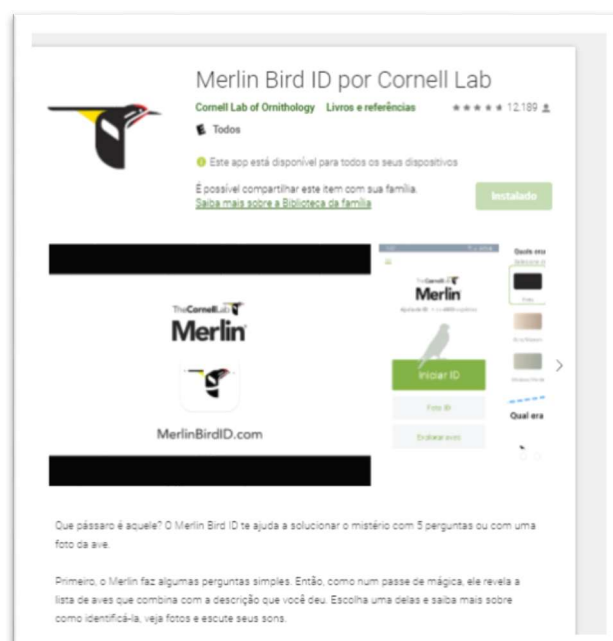 Merlin Bird ID por Cornell Lab
Cornell Lab of Ornithology Livros e referências 12.189
E Todos
Este app está disponível para todos os seus dispositivos
É possível compartilhar este item com sua família.
Saiba mais sobre a Biblioteca da família
Instalado
TheCornellLab
Merlin
MerlinBirdID.com
Merlin
Iniciar ID
Foto ID
Explorar aves
Qual era
Que pássaro é aquele? O Merlin Bird ID te ajuda a solucionar o mistério com 5 perguntas ou com uma
foto da ave.
Primeiro, o Merlin faz algumas perguntas simples. Então, como num passe de mágica, ele revela a
lista de aves que combina com a descrição que você deu. Escolha uma delas e saiba mais sobre
como identificá-la, veja fotos e escute seus sons.